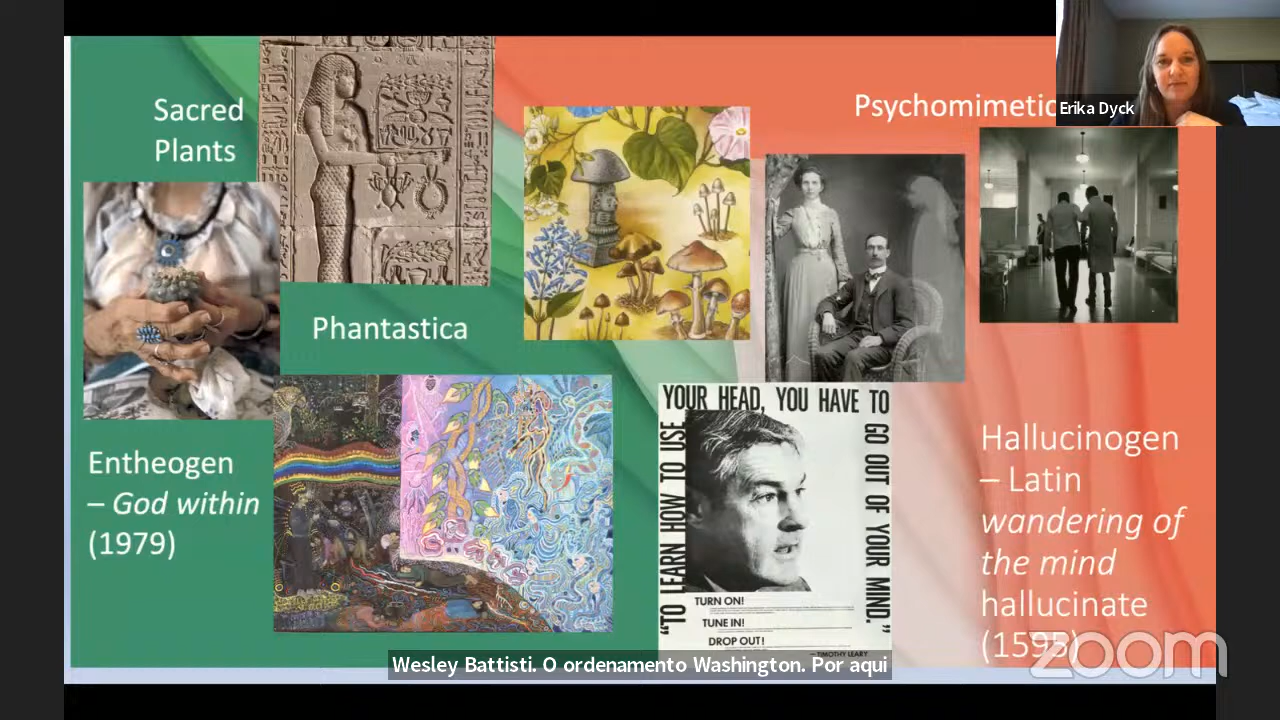 Sacred
Plants
Phantastica
Entheogen
– God within
(1979)
Psychomimetic
Erika Dyck
"TO LEARN HOW TO USE
YOUR HEAD, YOU HAVE TO
GO OUT OF YOUR MIND."
TURN ON!
TUNE IN!
DROP OUT!
— TIMOTHY LEARY
Hallucinogen
– Latin
wandering of
the mind
hallucinate
(1595)
zoom
Wesley Battisti. O ordenamento Washington. Por aqui